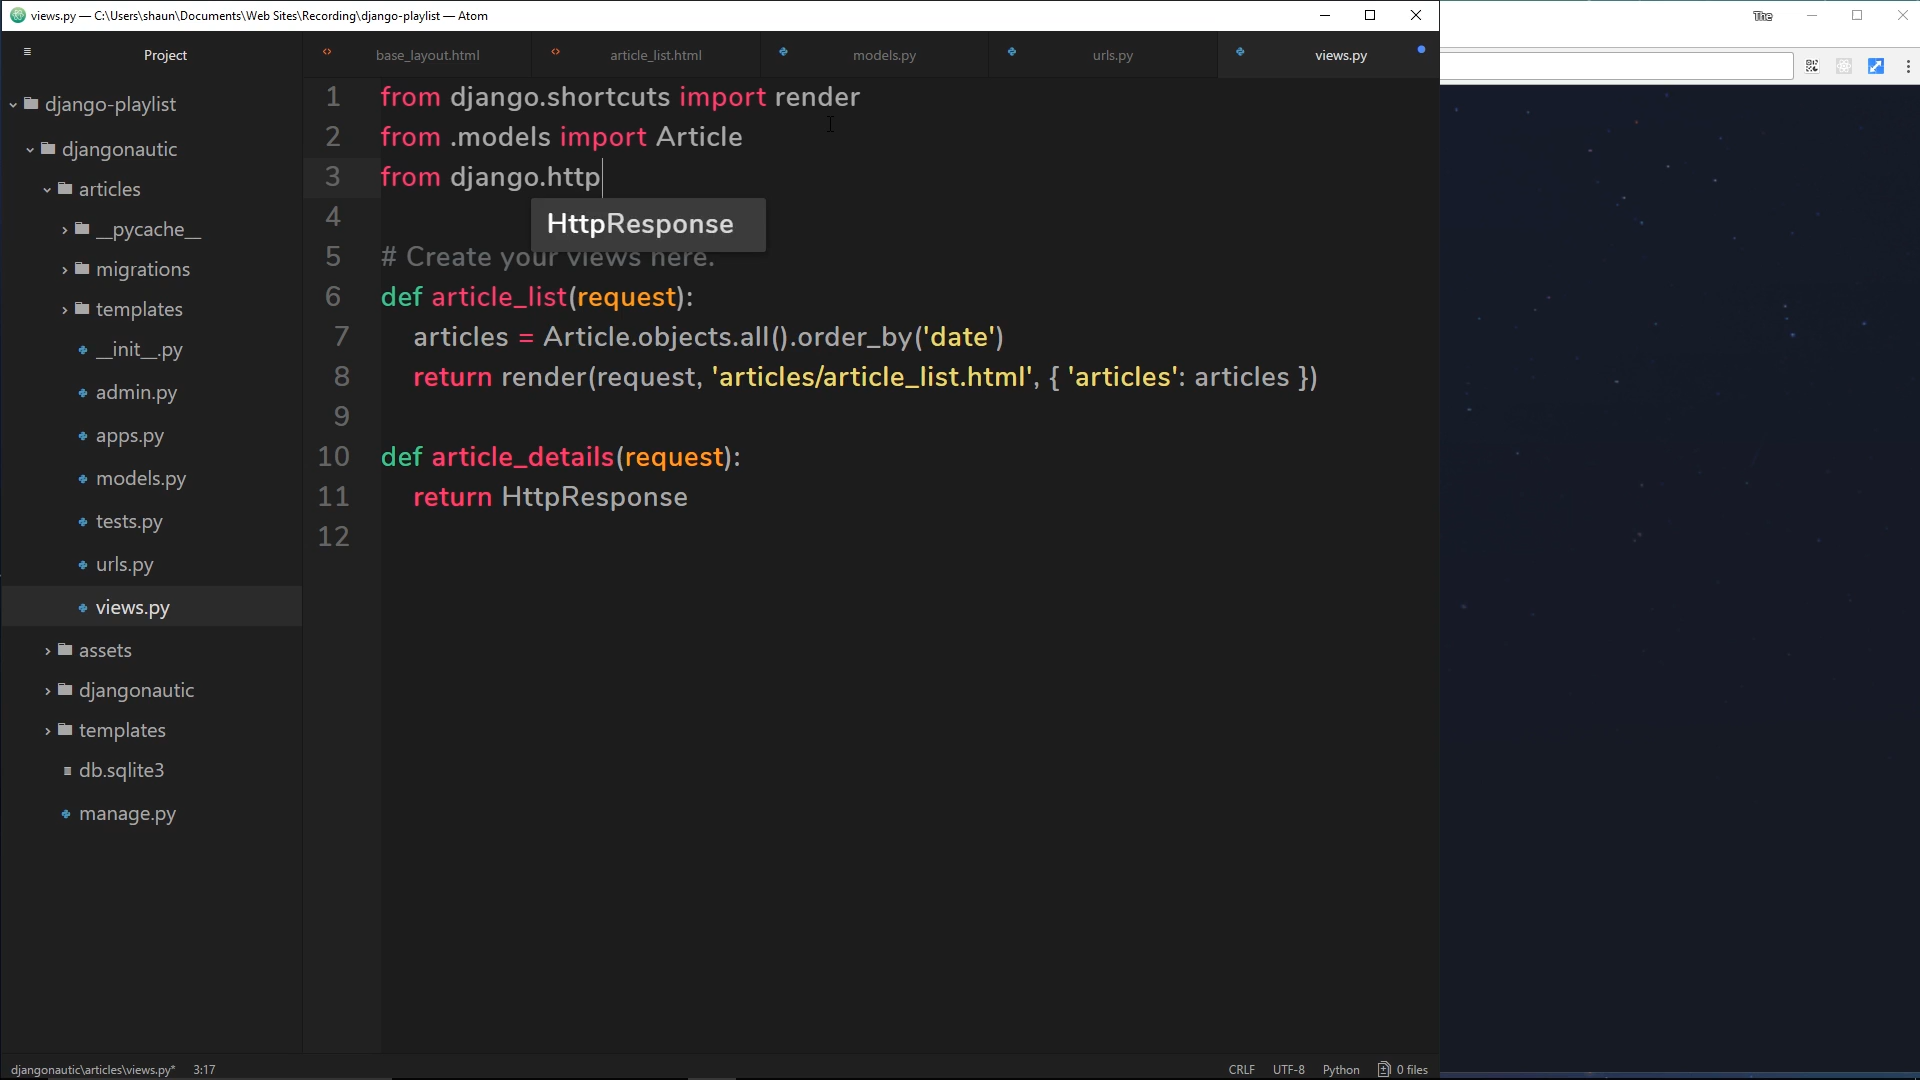 views.py — C:\Users\shaun\Documents\Web Sites\Recording\django-playlist — Atom
The
Project
base_layout.html
article_list.html
models.py
urls.py
views.py
django-playlist
djangonautic
articles
__pycache__
migrations
templates
__init__.py
admin.py
apps.py
models.py
tests.py
urls.py
views.py
assets
djangonautic
templates
db.sqlite3
manage.py
1 from django.shortcuts import render
2 from .models import Article
3 from django.http
4
HttpResponse
5 # Create your views here.
6 def article_list(request):
7 articles = Article.objects.all().order_by('date')
8 return render(request, 'articles/article_list.html', { 'articles': articles })
9
10 def article_details(request):
11 return HttpResponse
12
djangonautic\articles\views.py* 3:17
CRLF UTF-8 Python 0 files